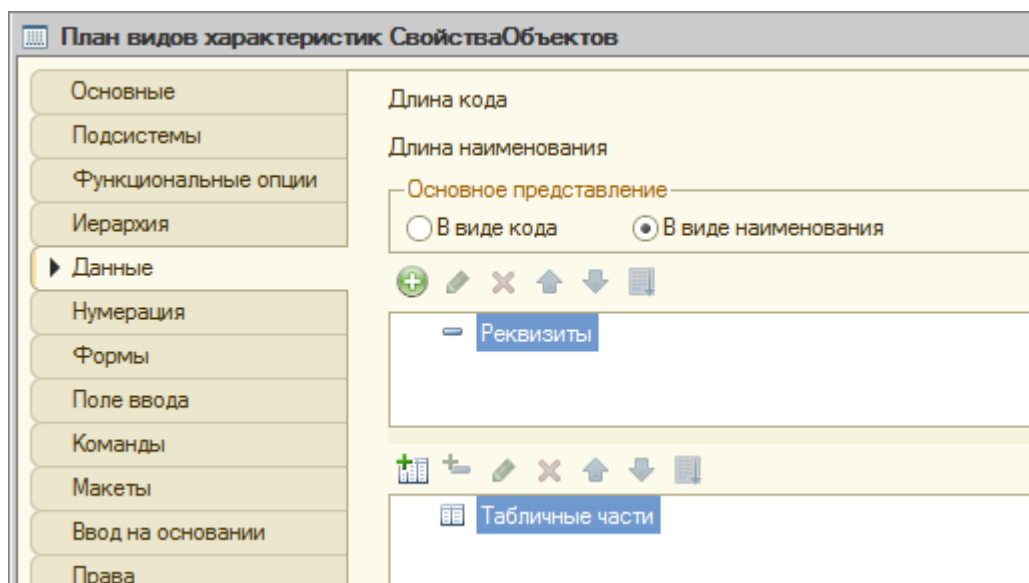 План видов характеристик СвойстваОбъектов
Основные
Подсистемы
Функциональные опции
Иерархия
Данные
Нумерация
Формы
Поле ввода
Команды
Макеты
Ввод на основании
Права
Длина кода
Длина наименования
Основное представление
В виде кода В виде наименования
Реквизиты
Табличные части